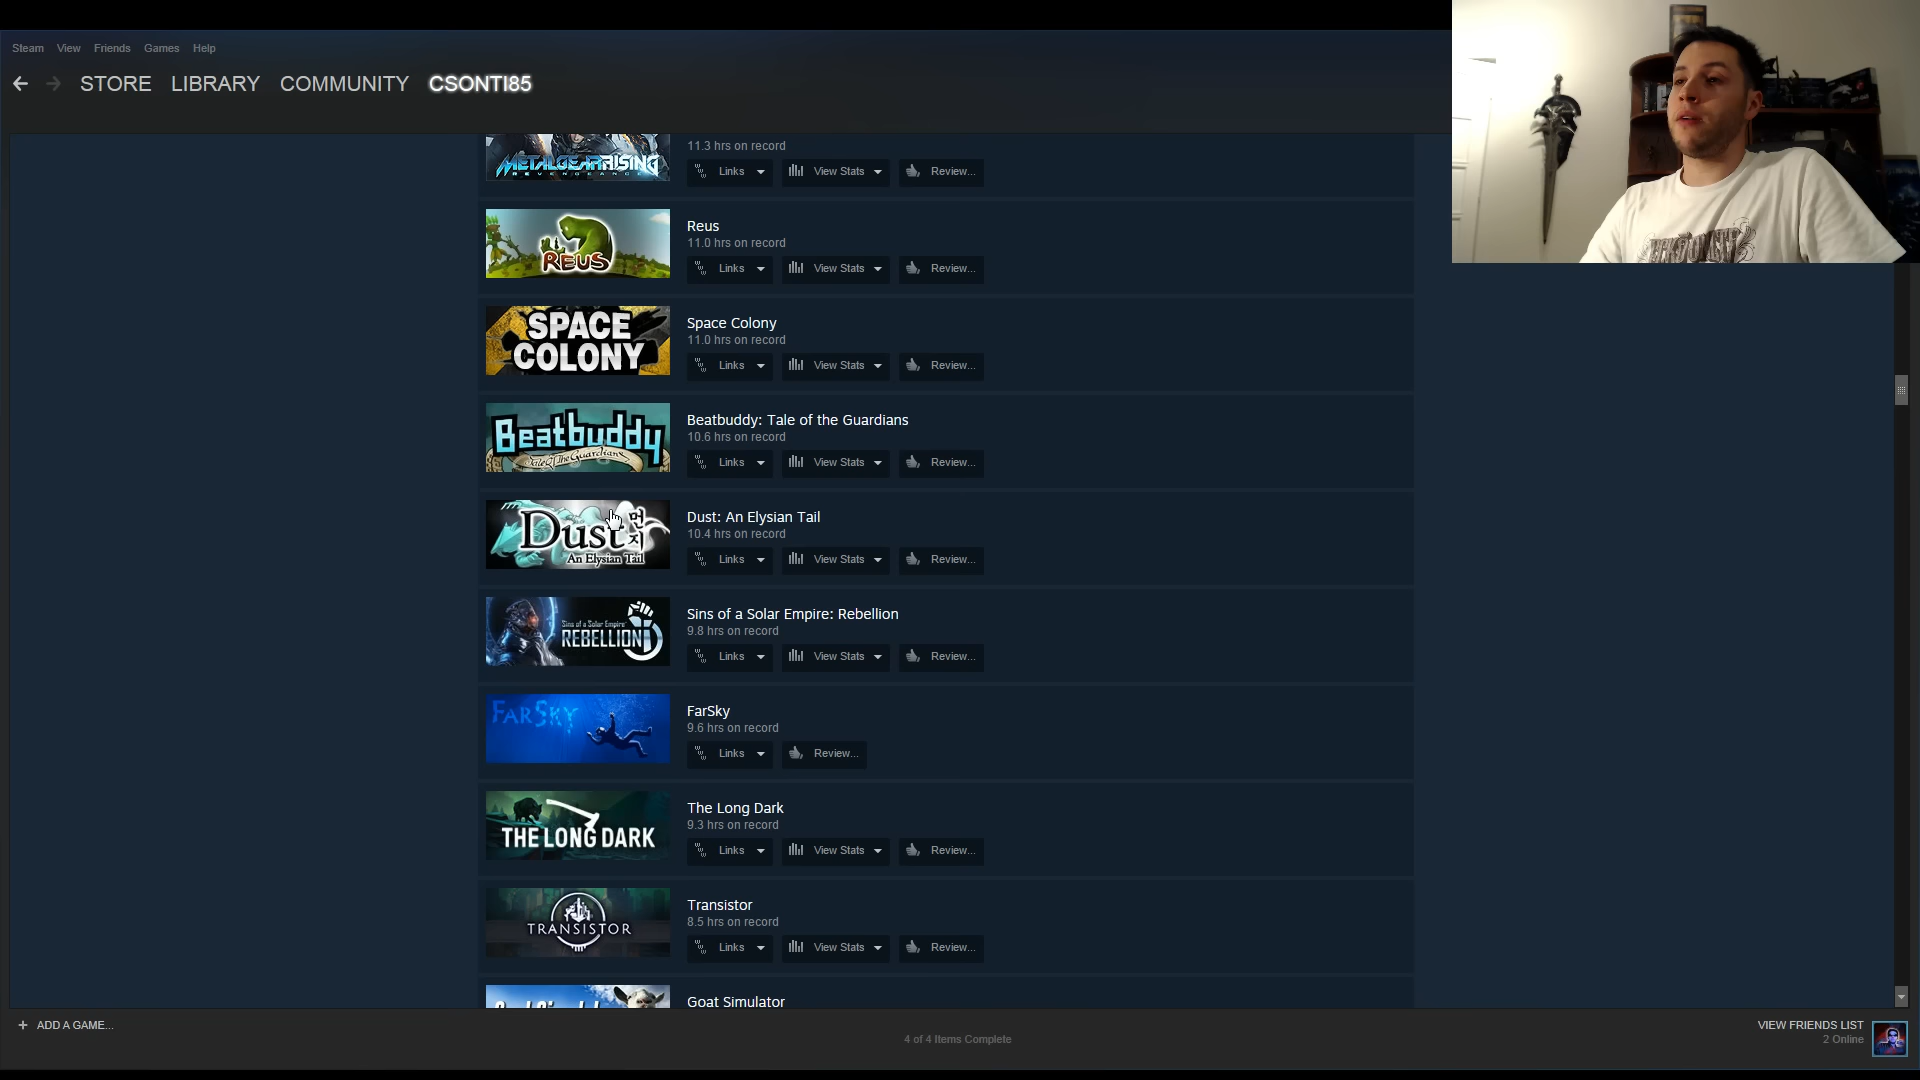 Steam View Friends Games Help
STORE LIBRARY COMMUNITY CSONTI85
METAL GEAR RISING
REVENGEANCE
11.3 hrs on record
Links View Stats Review...
REUS
Reus
11.0 hrs on record
Links View Stats Review...
SPACE
COLONY
Space Colony
11.0 hrs on record
Links View Stats Review...
Beatbuddy
Tale of the Guardians
Beatbuddy: Tale of the Guardians
10.6 hrs on record
Links View Stats Review...
Dust 먼지
An Elysian Tail
Dust: An Elysian Tail
10.4 hrs on record
Links View Stats Review...
Sins of a Solar Empire
REBELLION
Sins of a Solar Empire: Rebellion
9.8 hrs on record
Links View Stats Review...
FARSKY
FarSky
9.6 hrs on record
Links Review...
THE LONG DARK
The Long Dark
9.3 hrs on record
Links View Stats Review...
TRANSISTOR
Transistor
8.5 hrs on record
Links View Stats Review...
Goat Simulator
+ ADD A GAME...
4 of 4 Items Complete
VIEW FRIENDS LIST
2 Online